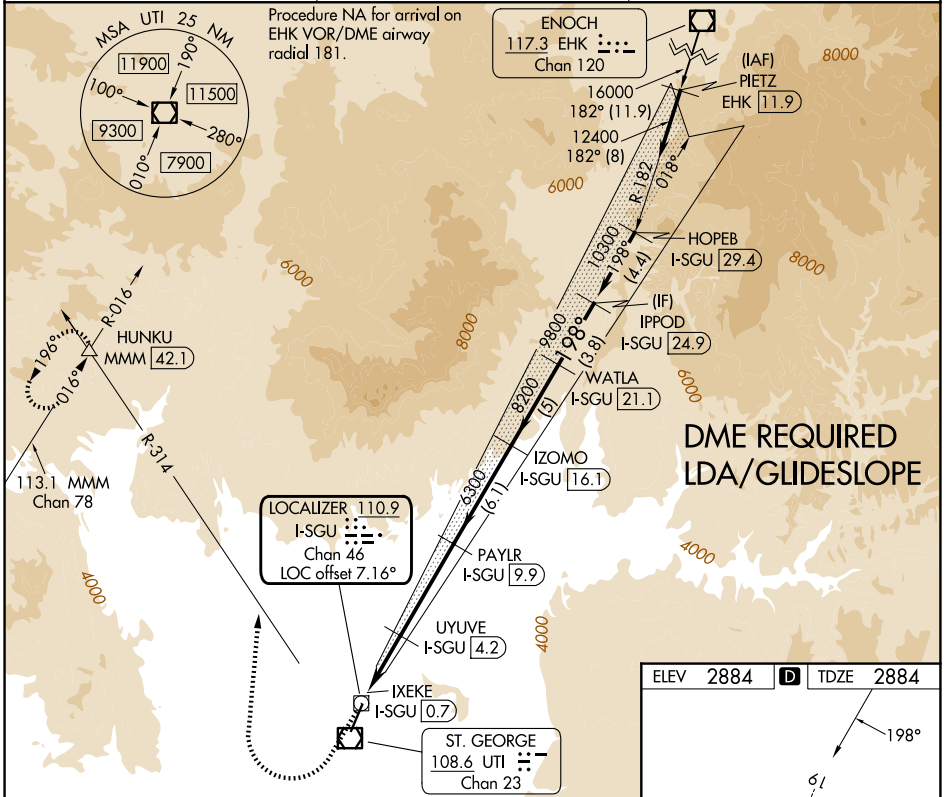 MSA UTI 25 NM
11900
190°
100°
11500
9300
280°
010°
7900
Procedure NA for arrival on
EHK VOR/DME airway
radial 181.
ENOCH
117.3 EHK
Chan 120
8000
(IAF)
PIETZ
EHK 11.9
16000
182° (11.9)
12400
182° (8)
6000
R-182
018°
HOPEB
I-SGU 29.4
10300
198°
(4.4)
8000
(IF)
IPPOD
I-SGU 24.9
9800
198°
(3.8)
WATLA
I-SGU 21.1
6000
8200
(5)
6000
8000
R-016
HUNKU
MMM 42.1
196°
016°
R-314
113.1 MMM
Chan 78
DME REQUIRED
LDA/GLIDESLOPE
IZOMO
I-SGU 16.1
6300
(6.1)
LOCALIZER 110.9
I-SGU
Chan 46
LOC offset 7.16°
PAYLR
I-SGU 9.9
4000
4000
4000
UYUVE
I-SGU 4.2
IXEKE
I-SGU 0.7
ST. GEORGE
108.6 UTI
Chan 23
ELEV 2884 D TDZE 2884
198°
19